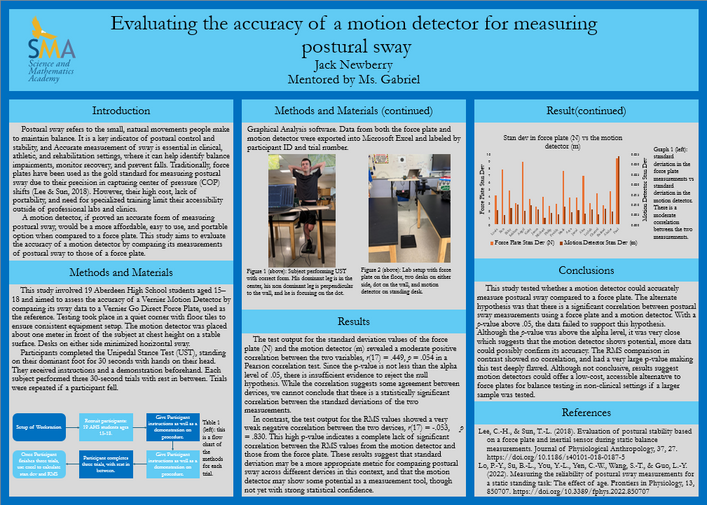 Evaluating the accuracy of a motion detector for measuring
postural sway
Jack Newberry
Mentored by Ms. Gabriel
SMA
Science and
Mathematics
Academy
Introduction
Postural sway refers to the small, natural movements people make
to maintain balance. It is a key indicator of postural control and
stability, and Accurate measurement of sway is essential in clinical,
athletic, and rehabilitation settings, where it can help identify balance
impairments, monitor recovery, and prevent falls. Traditionally, force
plates have been used as the gold standard for measuring postural
sway due to their precision in capturing center of pressure (COP)
shifts (Lee & Sun, 2018). However, their high cost, lack of
portability, and need for specialized training limit their accessibility
outside of professional labs and clinics.
A motion detector, if proved an accurate form of measuring
postural sway, would be a more affordable, easy to use, and portable
option when compared to a force plate. This study aims to evaluate
the accuracy of a motion detector by comparing its measurements
of postural sway to those of a force plate.
Methods and Materials
This study involved 19 Aberdeen High School students aged 15–
18 and aimed to assess the accuracy of a Vernier Motion Detector by
comparing its sway data to a Vernier Go Direct Force Plate, used as
the reference. Testing took place in a quiet corner with floor tiles to
ensure consistent equipment setup. The motion detector was placed
about one meter in front of the subject at chest height on a stable
surface. Desks on either side minimized horizontal sway.
Participants completed the Unipedal Stance Test (UST), standing
on their dominant foot for 30 seconds with hands on their head.
They received instructions and a demonstration beforehand. Each
subject performed three 30-second trials with rest in between. Trials
were repeated if a participant fell.
Setup of Workstation
Recruit participants:
19 AHS students ages
15-18.
Give Participant
instructions as well as a
demonstration on
procedure.
Table 1
(left): this
is a flow
chart of
the
methods
for each
trial.
Participant completes
three trials, with rest in
between.
Give Participant
instructions as well as a
demonstration on
procedure.
Methods and Materials (continued)
Graphical Analysis software. Data from both the force plate and
motion detector were exported into Microsoft Excel and labeled by
participant ID and trial number.
Figure 1 (above): Subject performing UST
with correct form. His dominant leg is in the
center, his non dominant leg is perpendicular
to the wall, and he is focusing on the dot.
Figure 2 (above): Lab setup with force
plate on the floor, two desks on either
side, dot on the wall, and motion
detector on standing desk.
Results
The test output for the standard deviation values of the force
plate (N) and the motion detector (m) revealed a moderate positive
correlation between the two variables, r(17) = .449, p = .054 in a
Pearson correlation test. Since the p-value is not less than the alpha
level of .05, there is insufficient evidence to reject the null
hypothesis. While the correlation suggests some agreement between
devices, we cannot conclude that there is a statistically significant
correlation between the standard deviations of the two
measurements.
In contrast, the test output for the RMS values showed a very
weak negative correlation between the two devices, r(17) = -.053, p
= .830. This high p-value indicates a complete lack of significant
correlation between the RMS values from the motion detector and
those from the force plate. These results suggest that standard
deviation may be a more appropriate metric for comparing postural
sway across different devices in this context, and that the motion
detector may show some potential as a measurement tool, though
not yet with strong statistical confidence.
Result(continued)
Stan dev in force plate (N) vs the motion
detector (m)
Force Plate Stan Dev
Motion Detector Stan Dev
Force Plate Stan Dev (N)
Motion Detector Stan Dev (m)
Graph 1 (left):
standard
deviation in the
force plate
measurements vs
standard
deviation in the
motion detector.
There is a
moderate
correlation
between the two
measurments.
Conclusions
This study tested whether a motion detector could accurately
measure postural sway compared to a force plate. The alternate
hypothesis was that there is a significant correlation between postural
sway measurements using a force plate and a motion detector. With a
p-value above .05, the data failed to support this hypothesis.
Although the p-value was above the alpha level, it was very close
which suggests that the motion detector shows potential, more data
could possibly confirm its accuracy. The RMS comparison in
contrast showed no correlation, and had a very large p-value making
this test deeply flawed. Although not conclusive, results suggest
motion detectors could offer a low-cost, accessible alternative to
force plates for balance testing in non-clinical settings if a larger
sample was tested.
References
Lee, C.-H., & Sun, T.-L. (2018). Evaluation of postural stability based
on a force plate and inertial sensor during static balance
measurements. Journal of Physiological Anthropology, 37, 27.
https://doi.org/10.1186/s40101-018-0187-5
Lo, P.-Y., Su, B.-L., You, Y.-L., Yen, C.-W., Wang, S.-T., & Guo, L.-Y.
(2022). Measuring the reliability of postural sway measurements for
a static standing task: The effect of age. Frontiers in Physiology, 13,
850707. https://doi.org/10.3389/fphys.2022.850707